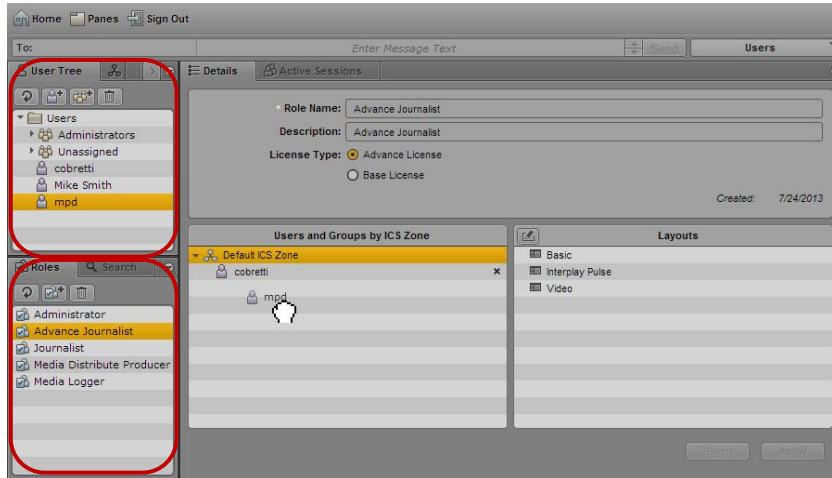 Home Panes Sign Out
To: Enter Message Text Send Users
User Tree
Details Active Sessions
Users
Administrators
Unassigned
cobretti
Mike Smith
mpd
* Role Name: Advance Journalist
Description: Advance Journalist
License Type: Advance License
Base License
Created: 7/24/2013
Roles Search
Administrator
Advance Journalist
Journalist
Media Distribute Producer
Media Logger
Users and Groups by ICS Zone
Default ICS Zone
cobretti
mpd
Layouts
Basic
Interplay Pulse
Video
Revert Apply